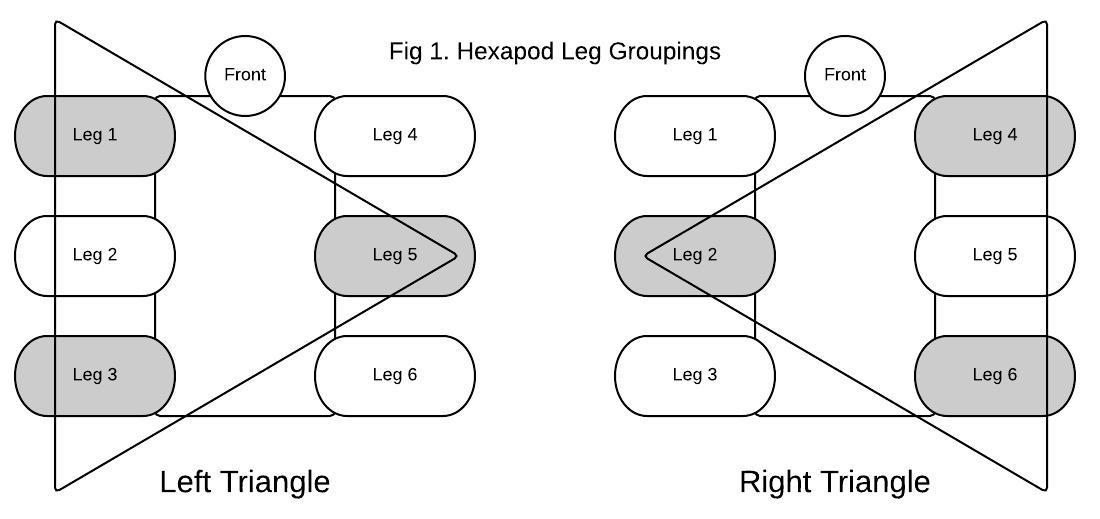 Fig 1. Hexapod Leg Groupings
Front
Leg 1
Leg 4
Leg 2
Leg 5
Leg 3
Leg 6
Left Triangle
Front
Leg 1
Leg 4
Leg 2
Leg 5
Leg 3
Leg 6
Right Triangle